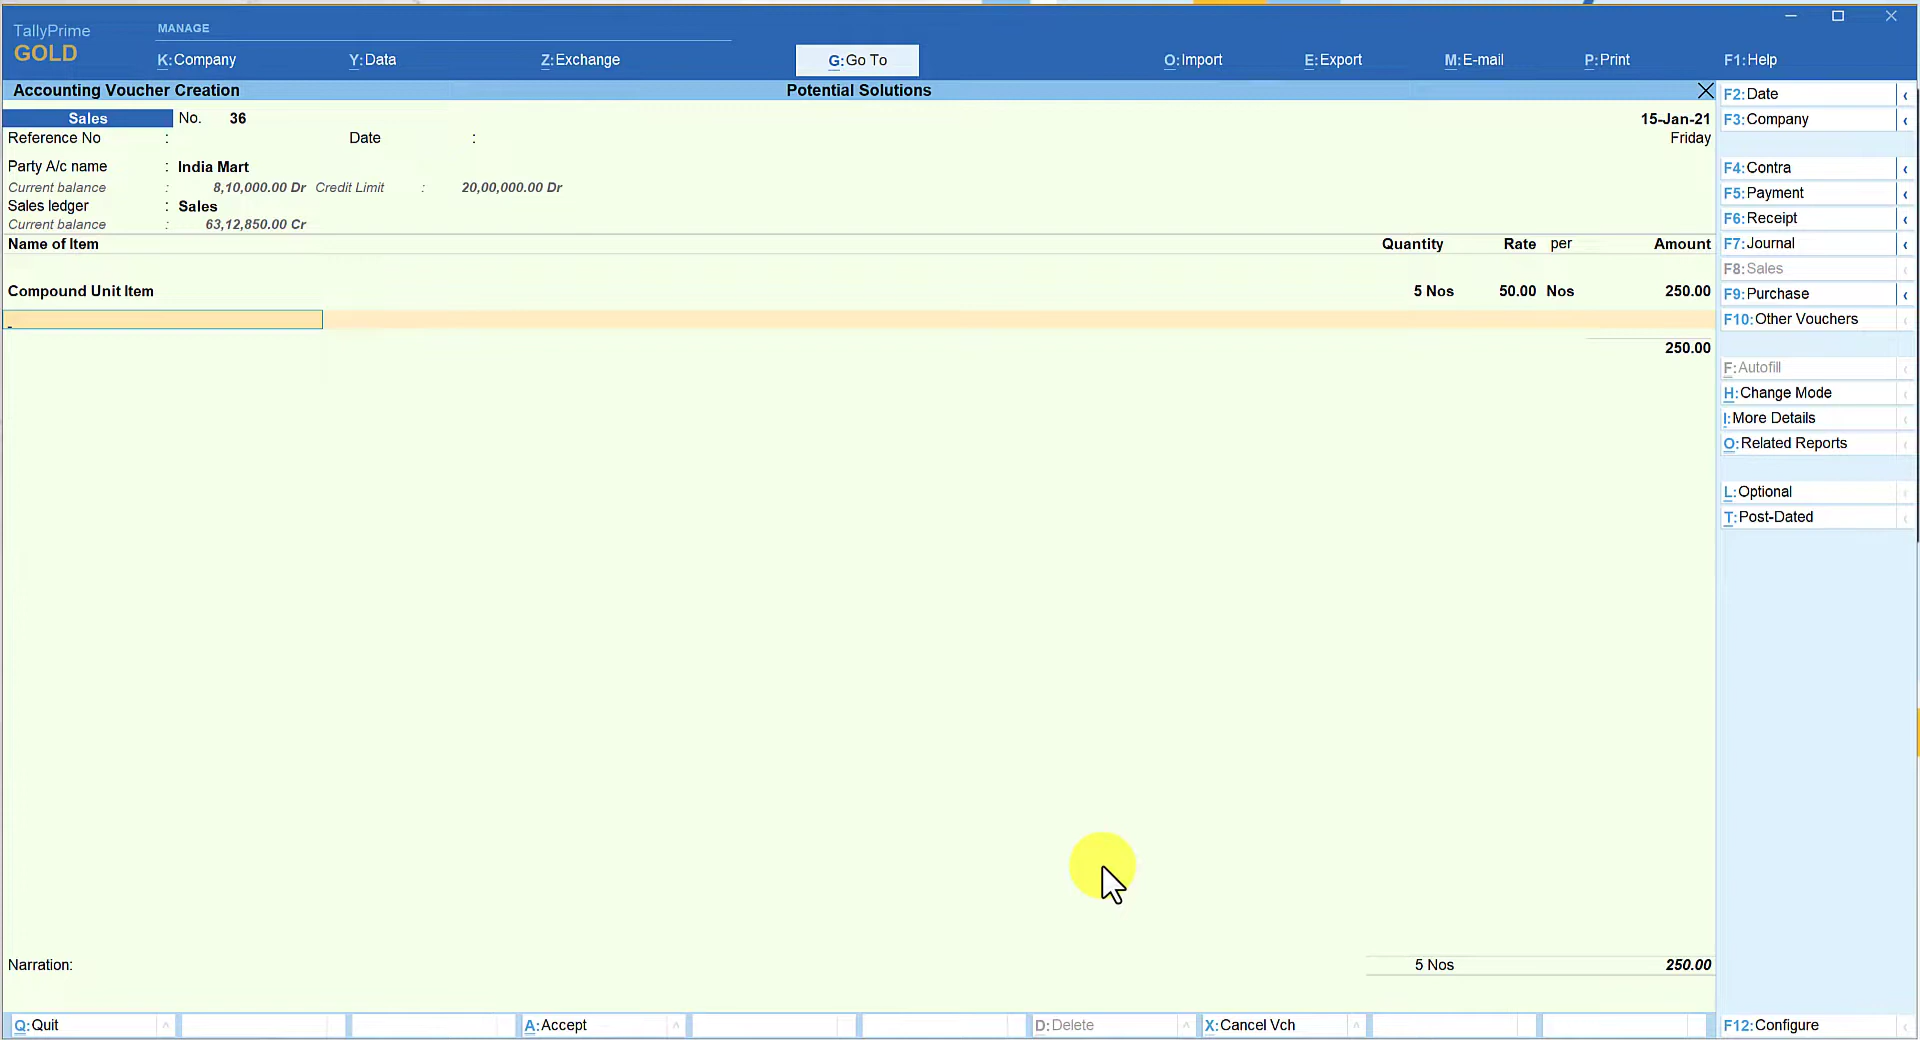 TallyPrime
GOLD
MANAGE
K:Company Y:Data Z:Exchange G:Go To O:Import E:Export M:E-mail P:Print F1:Help
Accounting Voucher Creation Potential Solutions
Sales No. 36 15-Jan-21
Reference No : Date : Friday
Party A/c name : India Mart
Current balance : 8,10,000.00 Dr Credit Limit : 20,00,000.00 Dr
Sales ledger : Sales
Current balance : 63,12,850.00 Cr
Name of Item Quantity Rate per Amount
Compound Unit Item 5 Nos 50.00 Nos 250.00
250.00
Narration: 5 Nos 250.00
F2:Date
F3:Company
F4:Contra
F5:Payment
F6:Receipt
F7:Journal
F8:Sales
F9:Purchase
F10:Other Vouchers
F:Autofill
H:Change Mode
I:More Details
O:Related Reports
L:Optional
T:Post-Dated
Q:Quit A:Accept D:Delete X:Cancel Vch F12:Configure